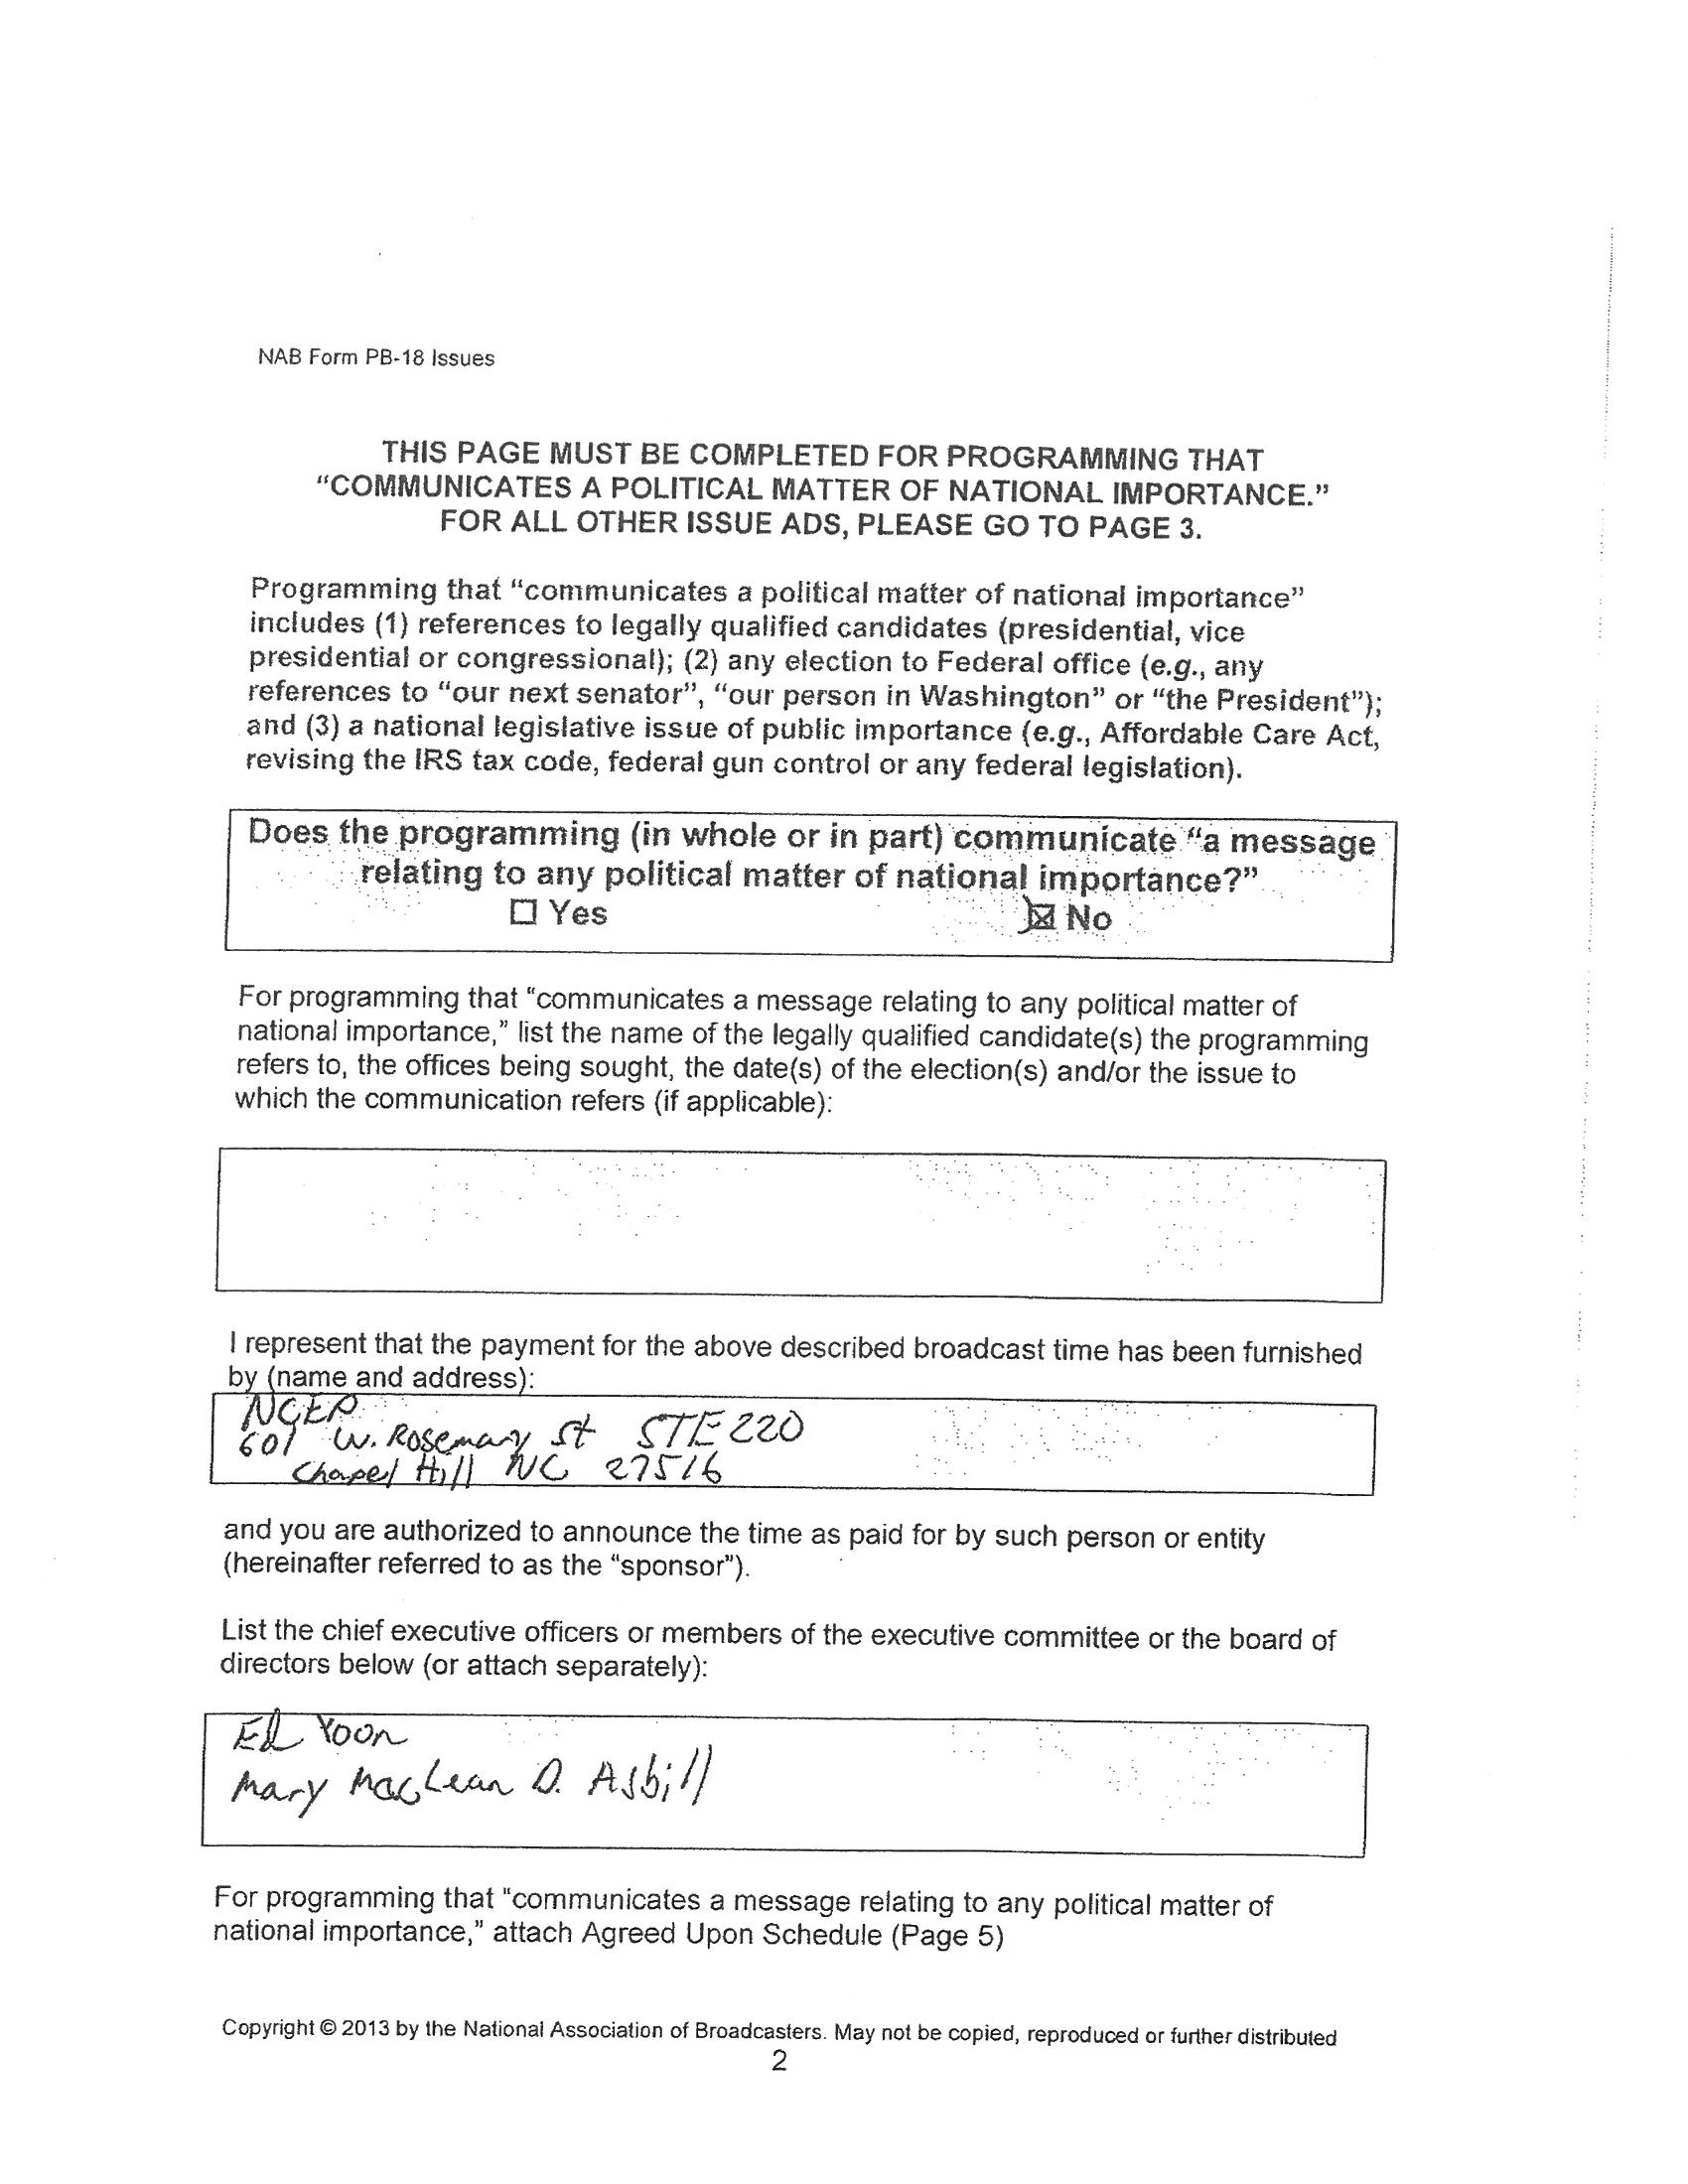 NAB Form PB-18 Issues
THIS PAGE MUST BE COMPLETED FOR PROGRAMMING THAT
“COMMUNICATES A POLITICAL MATTER OF NATIONAL IMPORTANCE.”
FOR ALL OTHER ISSUE ADS, PLEASE GO TO PAGE 3.
Programming that “communicates a political matter of national importance”
includes (1) references to legally qualified candidates (presidential, vice
presidential or congressional); (2) any election to Federal office (e.g., any
references to “our next senator”, “our person in Washington” or “the President”);
and (3) a national legislative issue of public importance (e.g., Affordable Care Act,
revising the IRS tax code, federal gun control or any federal legislation).
Does the programming (in whole or in part) communicate “a message
relating to any political matter of national importance?”
☐ Yes ☒ No
For programming that “communicates a message relating to any political matter of
national importance,” list the name of the legally qualified candidate(s) the programming
refers to, the offices being sought, the date(s) of the election(s) and/or the issue to
which the communication refers (if applicable):
I represent that the payment for the above described broadcast time has been furnished
by (name and address):
NCEP
601 W. Rosemary St STE 220
Chapel Hill NC 27516
and you are authorized to announce the time as paid for by such person or entity
(hereinafter referred to as the “sponsor”).
List the chief executive officers or members of the executive committee or the board of
directors below (or attach separately):
Ed Yoon
Mary MacLean D. Asbill
For programming that "communicates a message relating to any political matter of
national importance,” attach Agreed Upon Schedule (Page 5)
Copyright © 2013 by the National Association of Broadcasters. May not be copied, reproduced or further distributed
2